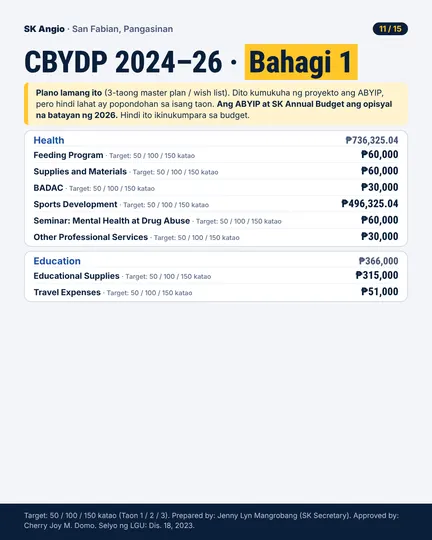 SK Angio · San Fabian, Pangasinan
11 / 15
CBYDP 2024–26 · Bahagi 1
Plano lamang ito (3-taong master plan / wish list). Dito kumukuha ng proyekto ang ABYIP,
pero hindi lahat ay popondohan sa isang taon. Ang ABYIP at SK Annual Budget ang opisyal
na batayan ng 2026. Hindi ito ikinukumpara sa budget.
Health ₱736,325.04
Feeding Program · Target: 50 / 100 / 150 katao ₱60,000
Supplies and Materials · Target: 50 / 100 / 150 katao ₱60,000
BADAC · Target: 50 / 100 / 150 katao ₱30,000
Sports Development · Target: 50 / 100 / 150 katao ₱496,325.04
Seminar: Mental Health at Drug Abuse · Target: 50 / 100 / 150 katao ₱60,000
Other Professional Services · Target: 50 / 100 / 150 katao ₱30,000
Education ₱366,000
Educational Supplies · Target: 50 / 100 / 150 katao ₱315,000
Travel Expenses · Target: 50 / 100 / 150 katao ₱51,000
Target: 50 / 100 / 150 katao (Taon 1 / 2 / 3). Prepared by: Jenny Lyn Mangrobang (SK Secretary). Approved by:
Cherry Joy M. Domo. Selyo ng LGU: Dis. 18, 2023.